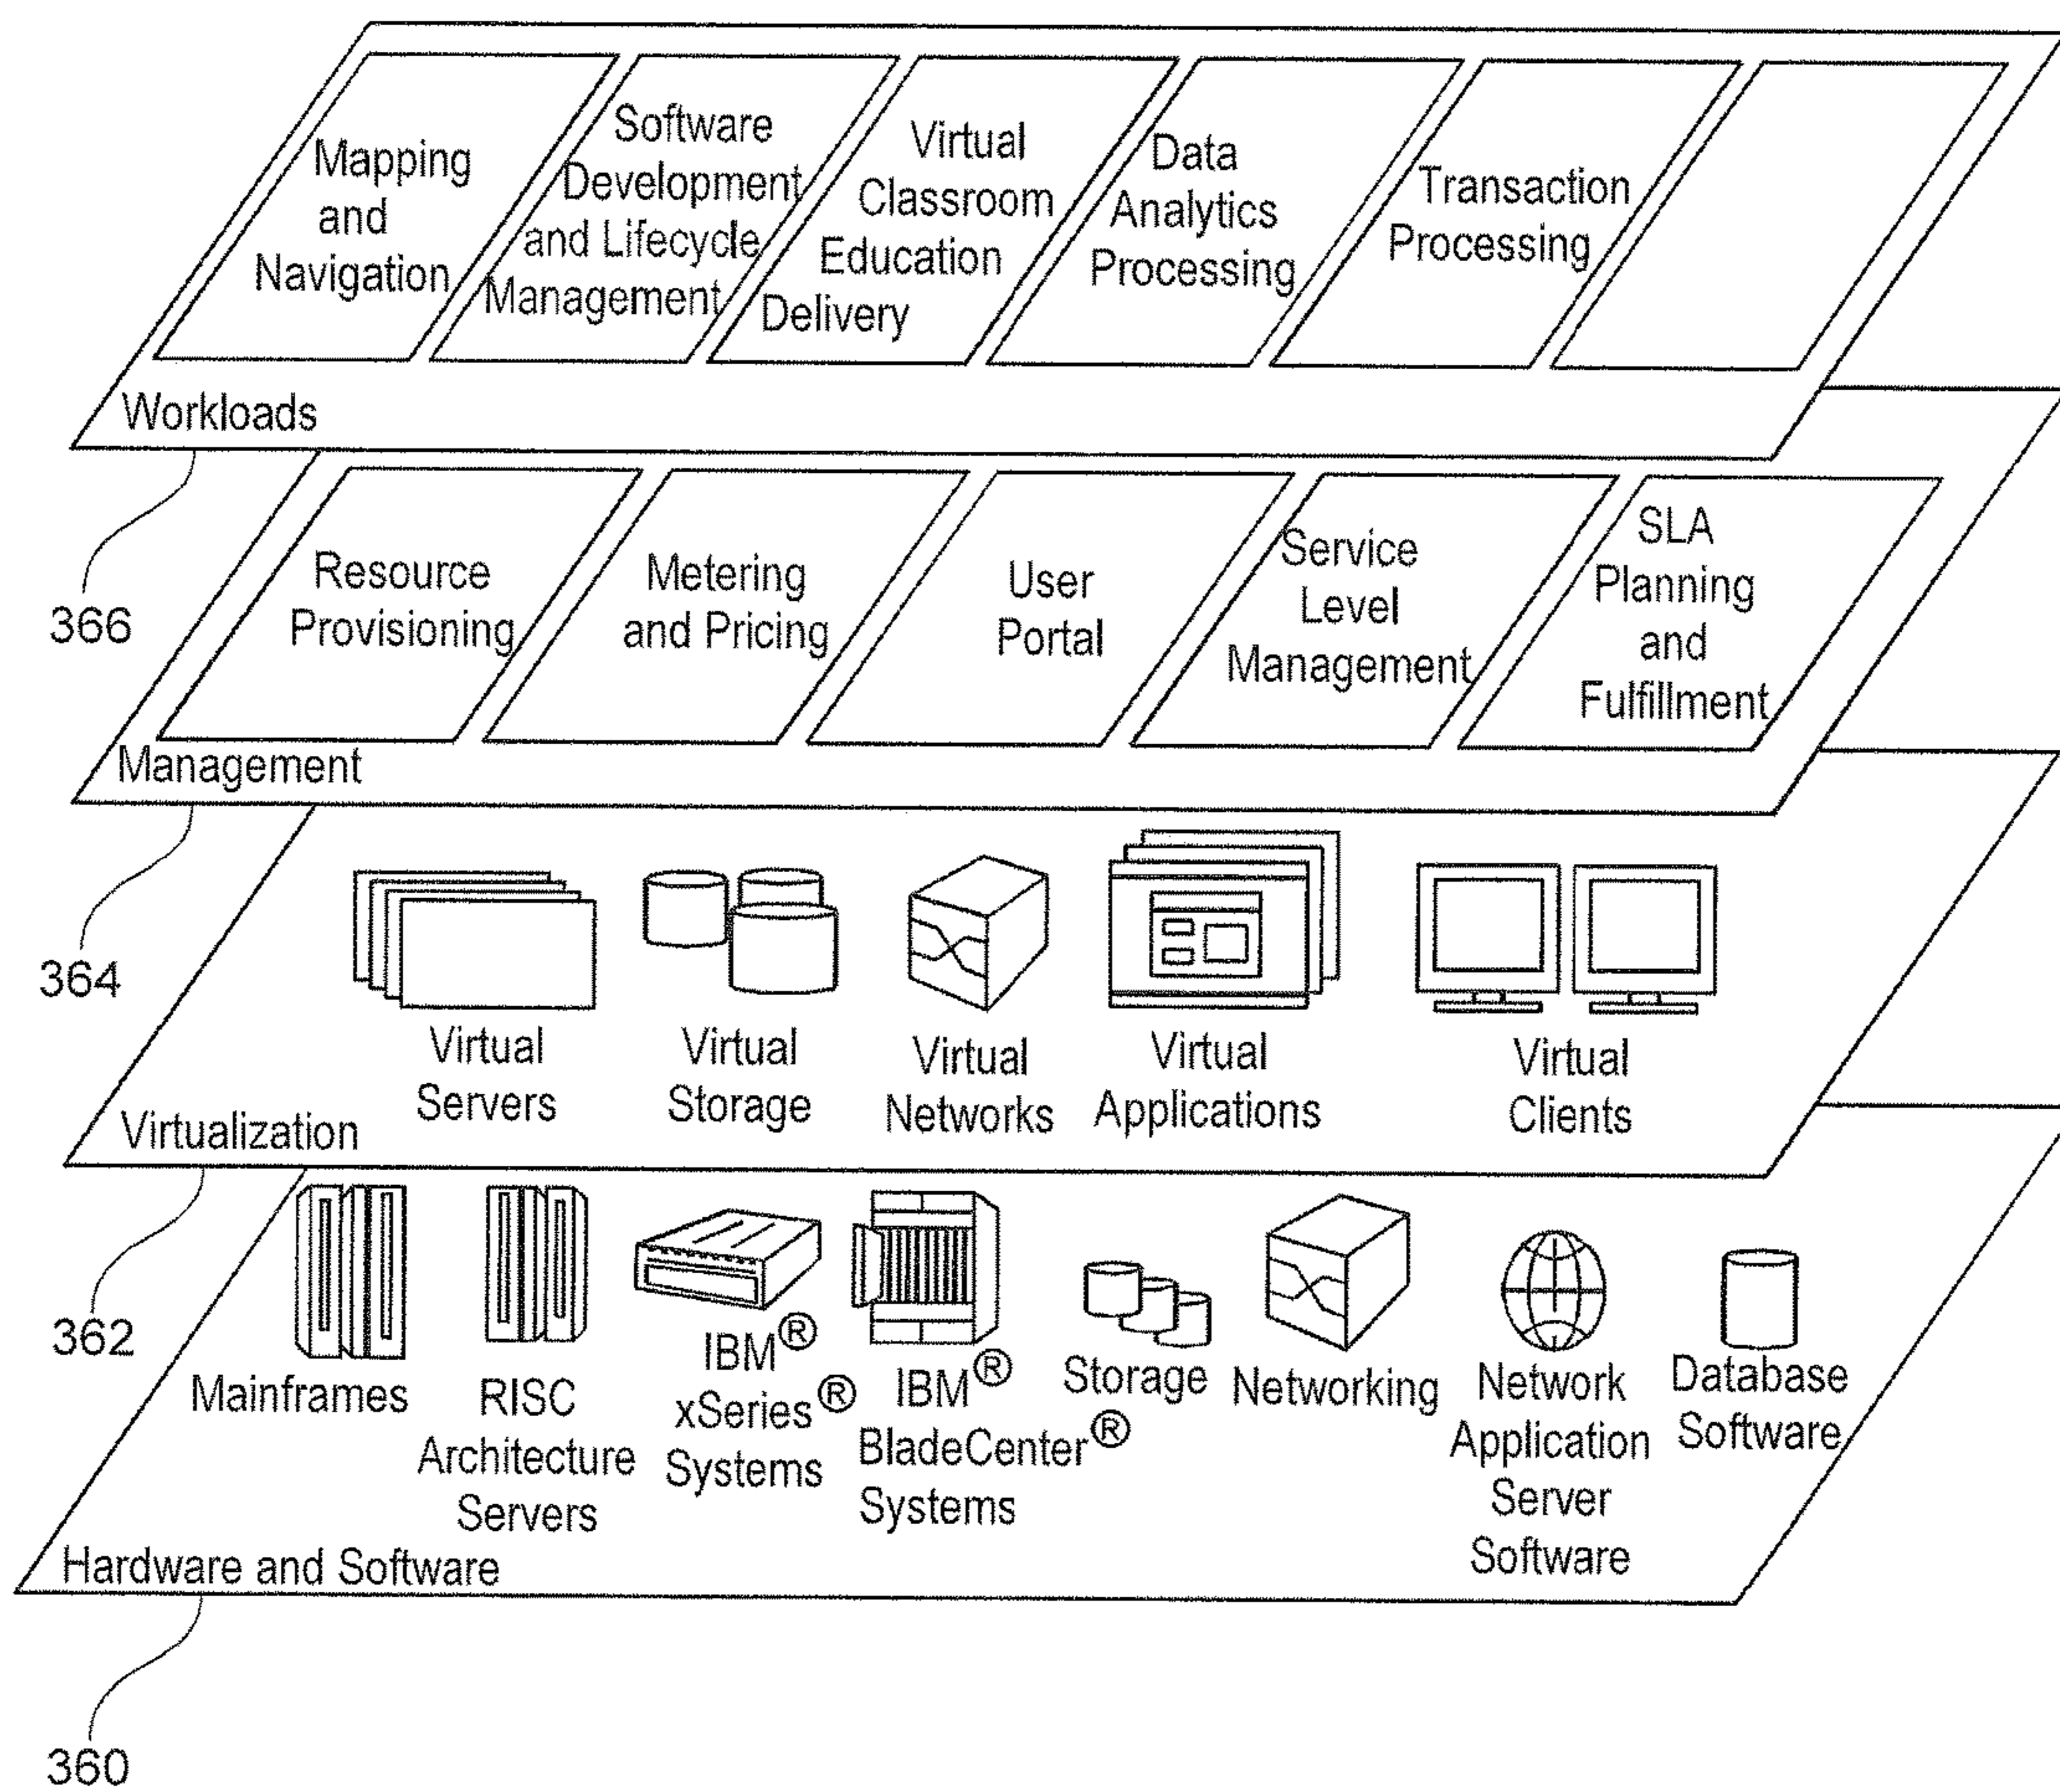 Mapping
and
Navigation
Software
Development
and Lifecycle
Management
Virtual
Classroom
Education
Delivery
Data
Analytics
Processing
Transaction
Processing
Workloads
366
Resource
Provisioning
Metering
and Pricing
User
Portal
Service
Level
Management
SLA
Planning
and
Fulfillment
Management
364
Virtual
Servers
Virtual
Storage
Virtual
Networks
Virtual
Applications
Virtual
Clients
Virtualization
362
Mainframes
RISC
Architecture
Servers
IBM®
xSeries®
Systems
IBM®
BladeCenter®
Systems
Storage
Networking
Network
Application
Server
Software
Database
Software
Hardware and Software
360